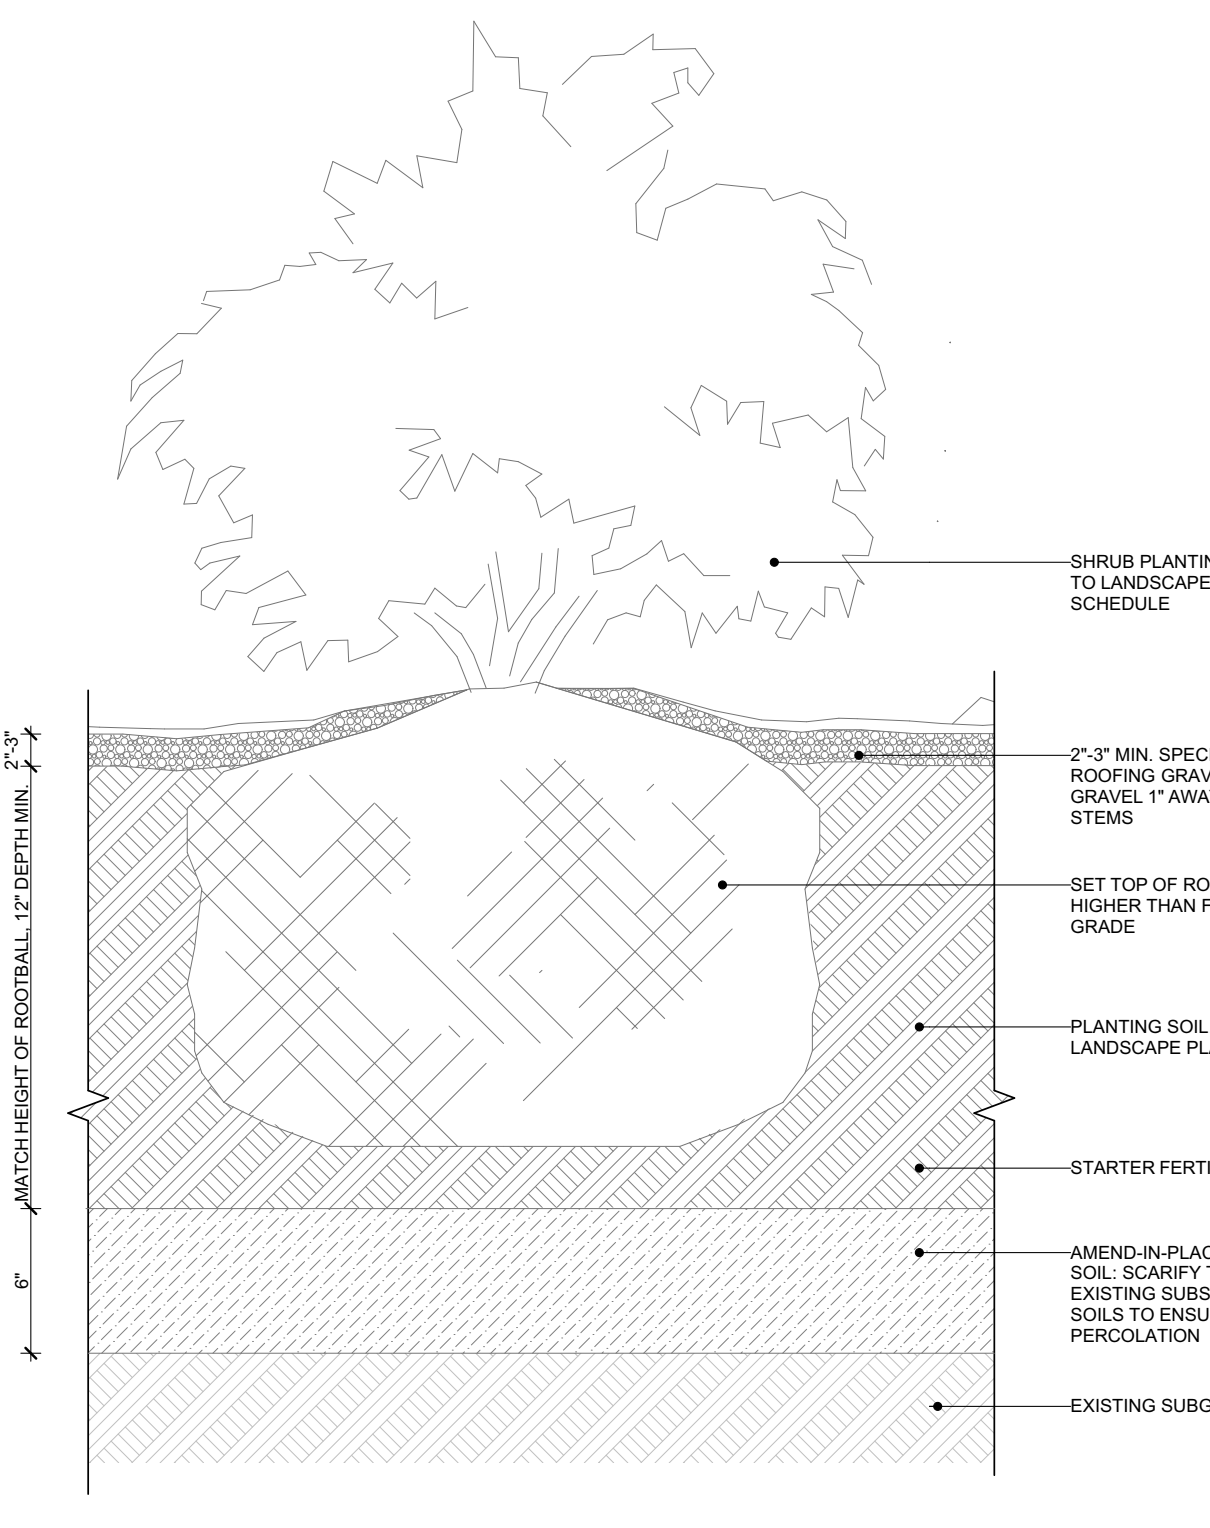 SHRUB PLANTIN
TO LANDSCAPE
SCHEDULE
2"-3"
2"-3" MIN. SPECI
ROOFING GRAV
GRAVEL 1" AWA
STEMS
MATCH HEIGHT OF ROOTBALL, 12" DEPTH MIN.
SET TOP OF RO
HIGHER THAN F
GRADE
PLANTING SOIL
LANDSCAPE PLA
STARTER FERTI
6"
AMEND-IN-PLAC
SOIL: SCARIFY T
EXISTING SUBS
SOILS TO ENSU
PERCOLATION
EXISTING SUBG